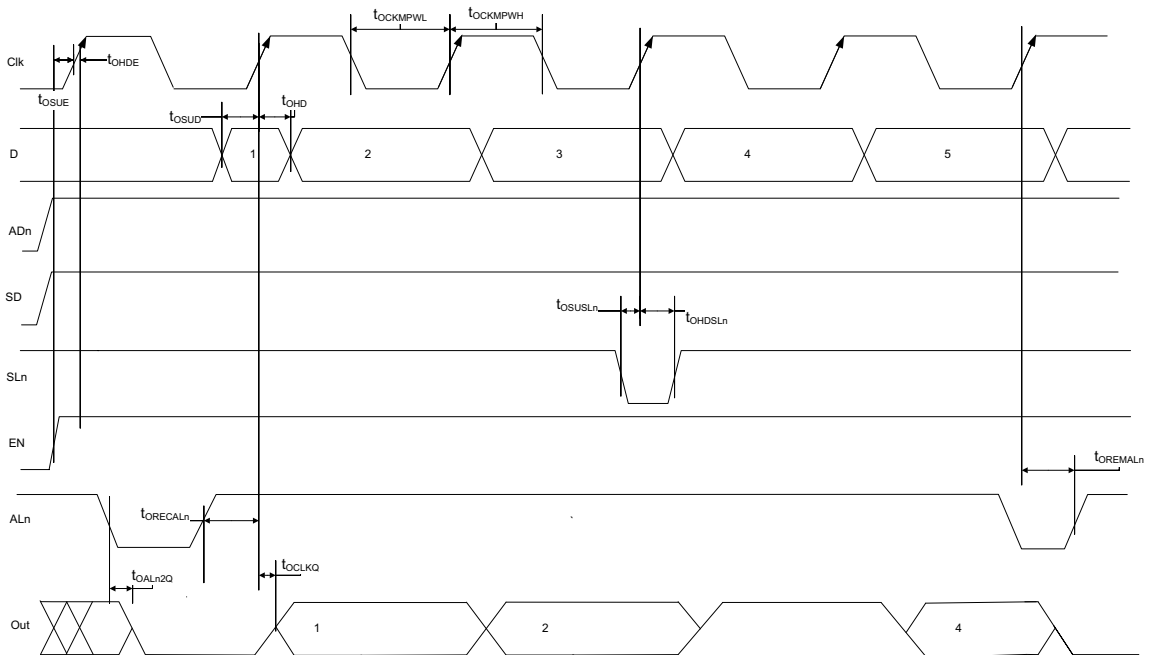 tOCKMPWL
tOCKMPWH
Clk
tOHDE
tOSUE
tOSUD
tOHD
D
1
2
3
4
5
ADn
SD
tOSUSLn
tOHDSLn
SLn
EN
tOREMALn
ALn
tORECALn
tOCLKQ
tOALn2Q
Out
1
2
4